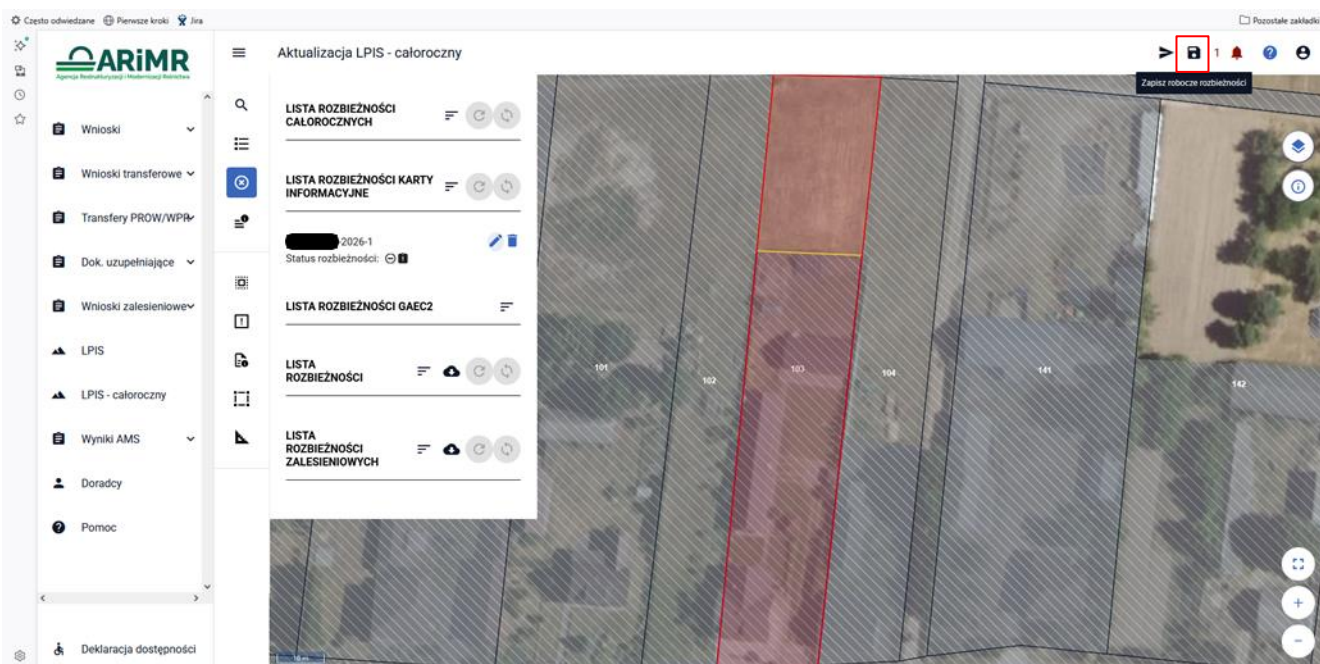 Często odwiedzane Pierwsze kroki Jira Pozostałe zakładki
ARiMR
Agencja Restrukturyzacji i Modernizacji Rolnictwa
Aktualizacja LPIS - całoroczny
1
Zapisz robocze rozbieżności
Wnioski
Wnioski transferowe
Transfery PROW/WPR
Dok. uzupełniające
Wnioski zalesieniowe
LPIS
LPIS - całoroczny
Wyniki AMS
Doradcy
Pomoc
Deklaracja dostępności
LISTA ROZBIEŻNOŚCI
CAŁOROCZNYCH
LISTA ROZBIEŻNOŚCI KARTY
INFORMACYJNE
-2026-1
Status rozbieżności:
LISTA ROZBIEŻNOŚCI GAEC2
LISTA
ROZBIEŻNOŚCI
LISTA
ROZBIEŻNOŚCI
ZALESIENIOWYCH
101
102
103
104
141
142
10 m